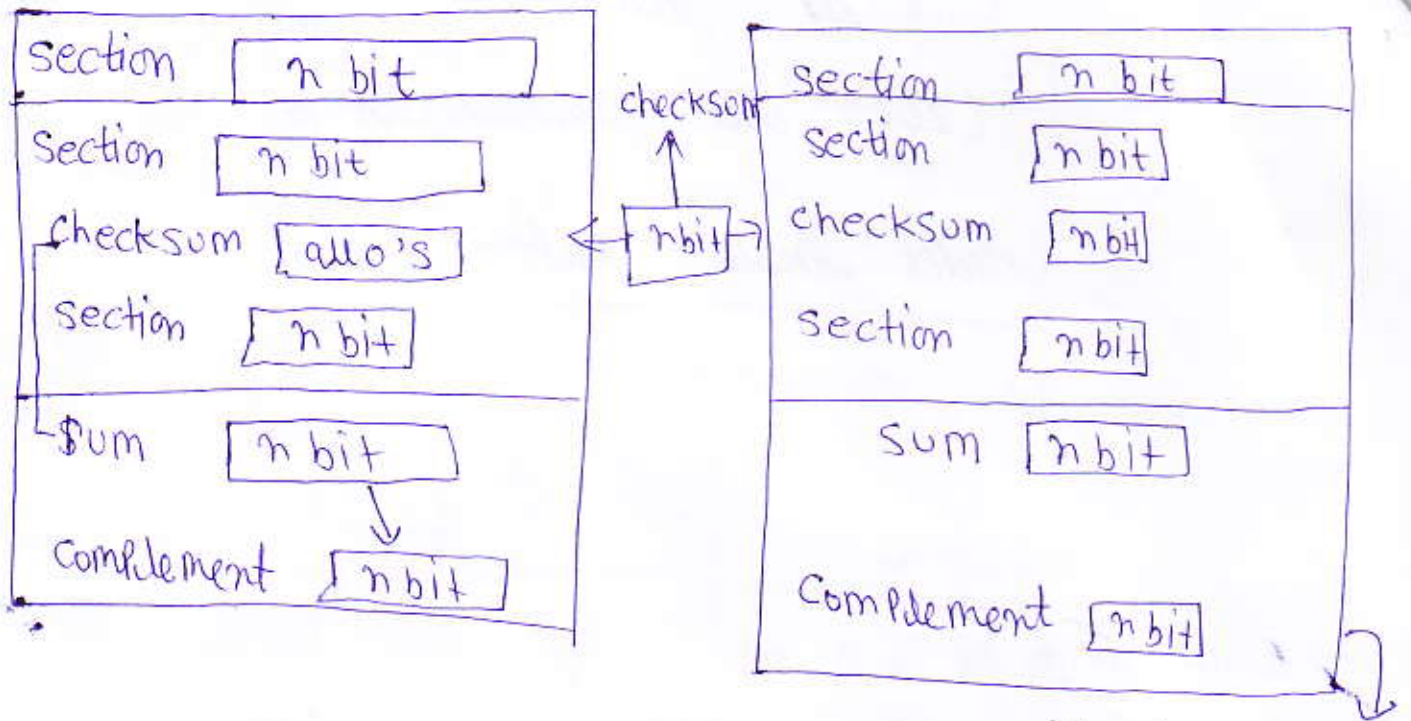 section n bit
section n bit
checksum all 0's
section n bit
sum n bit
complement n bit
checksum
n bit
section n bit
section n bit
checksum n bit
section n bit
sum n bit
complement n bit